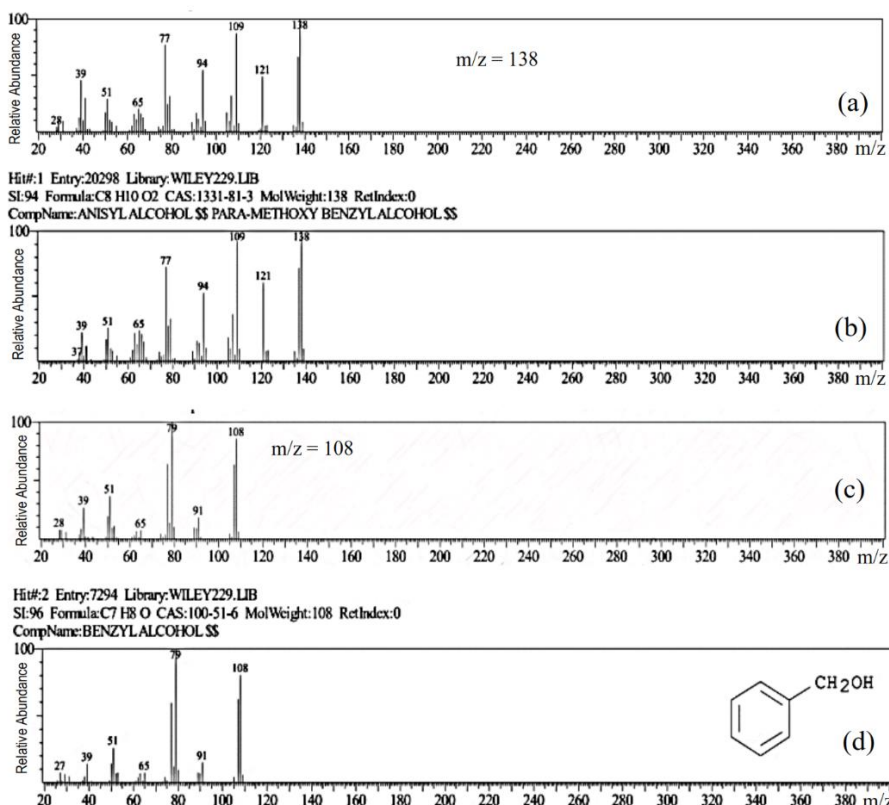 100
138
109
77
m/z = 138
94
39
121
51
65
28
(a)
Relative Abundance
20 40 60 80 100 120 140 160 180 200 220 240 260 280 300 320 340 360 380 m/z
Hit#:1 Entry:20298 Library:WILEY229.LIB
SI:94 Formula:C8 H10 O2 CAS:1331-81-3 MolWeight:138 RetIndex:0
CompName:ANISYL ALCOHOL $$ PARA-METHOXY BENZYL ALCOHOL $$
100
109
138
77
121
94
39
51
65
37
(b)
Relative Abundance
20 40 60 80 100 120 140 160 180 200 220 240 260 280 300 320 340 360 380 m/z
100
79
108
m/z = 108
51
39
91
28
65
(c)
Relative Abundance
20 40 60 80 100 120 140 160 180 200 220 240 260 280 300 320 340 360 380 m/z
Hit#:2 Entry:7294 Library:WILEY229.LIB
SI:96 Formula:C7 H8 O CAS:100-51-6 MolWeight:108 RetIndex:0
CompName:BENZYL ALCOHOL $$
100
79
108
CH2OH
51
39
91
27
65
(d)
Relative Abundance
20 40 60 80 100 120 140 160 180 200 220 240 260 280 300 320 340 360 380 m/z